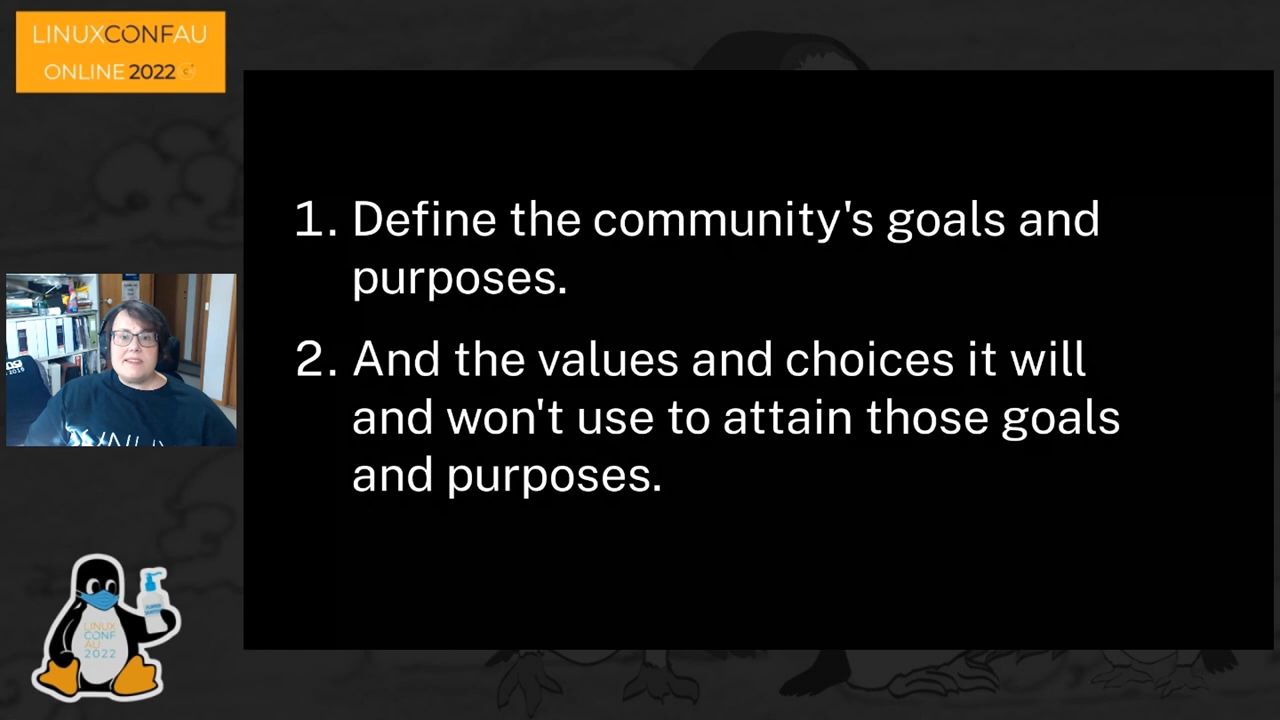 LINUXCONFAU
ONLINE 2022
1. Define the community's goals and
purposes.
2. And the values and choices it will
and won't use to attain those goals
and purposes.
LINUX
CONF
AU
2022